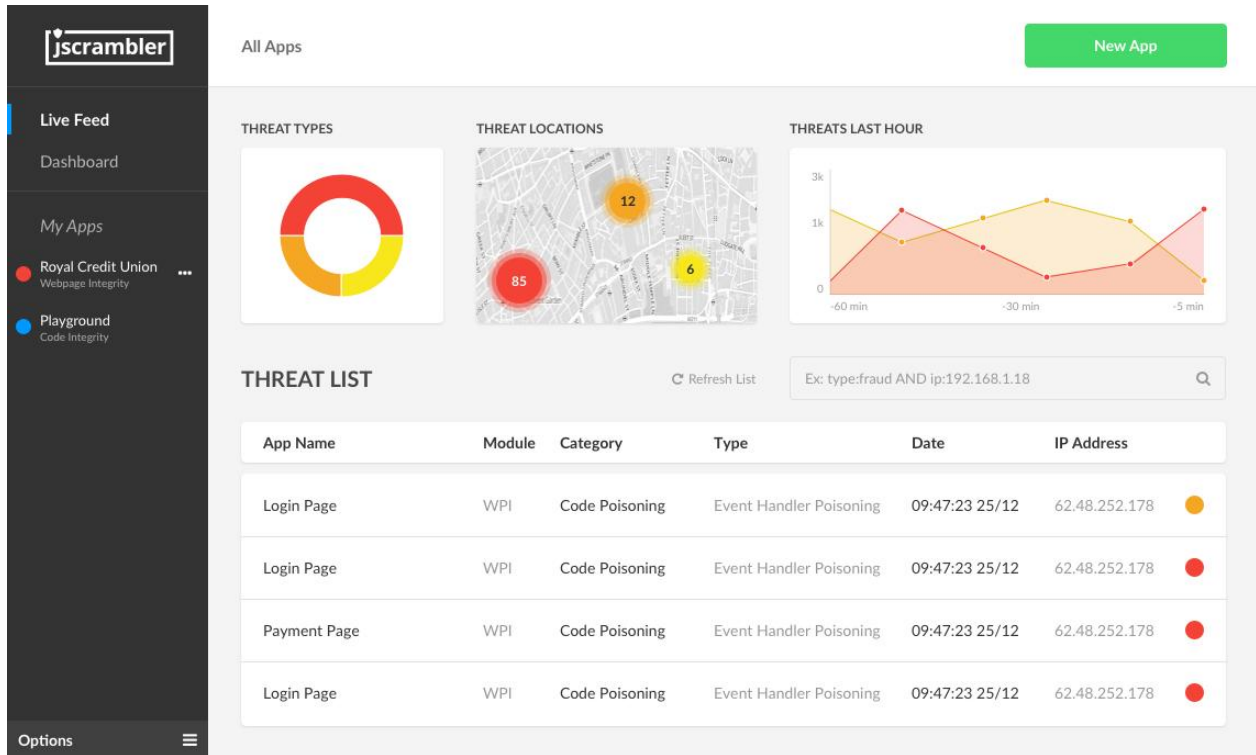 jscrambler
All Apps
New App
Live Feed
Dashboard
My Apps
Royal Credit Union
Webpage Integrity
Playground
Code Integrity
Options
THREAT TYPES
THREAT LOCATIONS
12
85
6
THREATS LAST HOUR
3k
1k
0
-60 min -30 min -5 min
THREAT LIST
Refresh List
Ex: type:fraud AND ip:192.168.1.18
App Name Module Category Type Date IP Address
Login Page WPI Code Poisoning Event Handler Poisoning 09:47:23 25/12 62.48.252.178
Login Page WPI Code Poisoning Event Handler Poisoning 09:47:23 25/12 62.48.252.178
Payment Page WPI Code Poisoning Event Handler Poisoning 09:47:23 25/12 62.48.252.178
Login Page WPI Code Poisoning Event Handler Poisoning 09:47:23 25/12 62.48.252.178